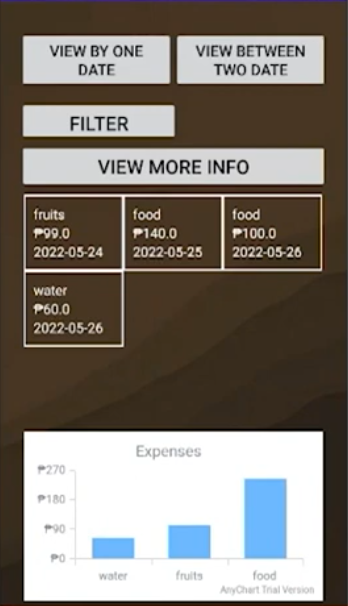 VIEW BY ONE
DATE
VIEW BETWEEN
TWO DATE
FILTER
VIEW MORE INFO
fruits
₱99.0
2022-05-24
food
₱140.0
2022-05-25
food
₱100.0
2022-05-26
water
₱60.0
2022-05-26
Expenses
₱270
₱180
₱90
₱0
water
fruits
food
AnyChart Trial Version